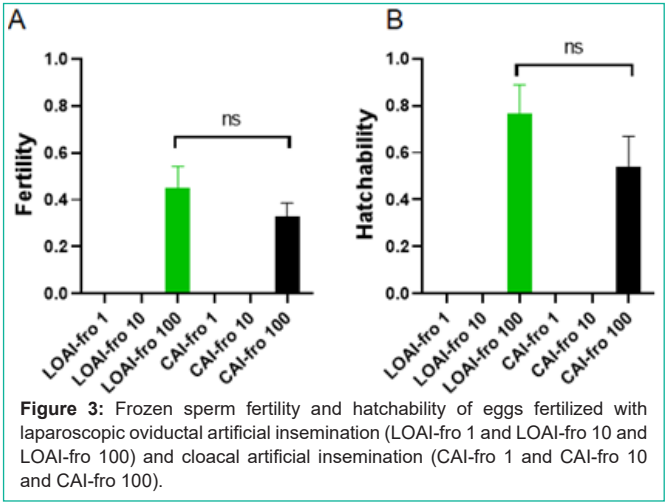 A
B
ns
ns
1.0
0.8
0.6
0.4
0.2
0.0
Fertility
1.0
0.8
0.6
0.4
0.2
0.0
Hatchability
LOAI-fro 1
LOAI-fro 10
LOAI-fro 100
CAI-fro 1
CAI-fro 10
CAI-fro 100
LOAI-fro 1
LOAI-fro 10
LOAI-fro 100
CAI-fro 1
CAI-fro 10
CAI-fro 100
Figure 3: Frozen sperm fertility and hatchability of eggs fertilized with
laparoscopic oviductal artificial insemination (LOAI-fro 1 and LOAI-fro 10 and
LOAI-fro 100) and cloacal artificial insemination (CAI-fro 1 and CAI-fro 10
and CAI-fro 100).